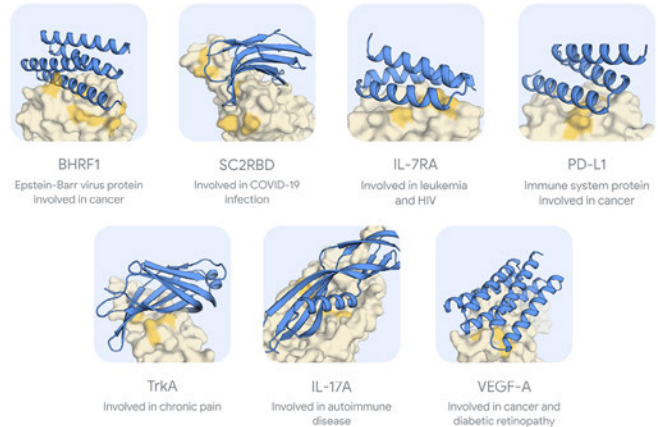 BHRF1
Epstein-Barr virus protein
involved in cancer
SC2RBD
Involved in COVID-19
infection
IL-7RA
Involved in leukemia
and HIV
PD-L1
Immune system protein
involved in cancer
TrkA
Involved in chronic pain
IL-17A
Involved in autoimmune
disease
VEGF-A
Involved in cancer and
diabetic retinopathy